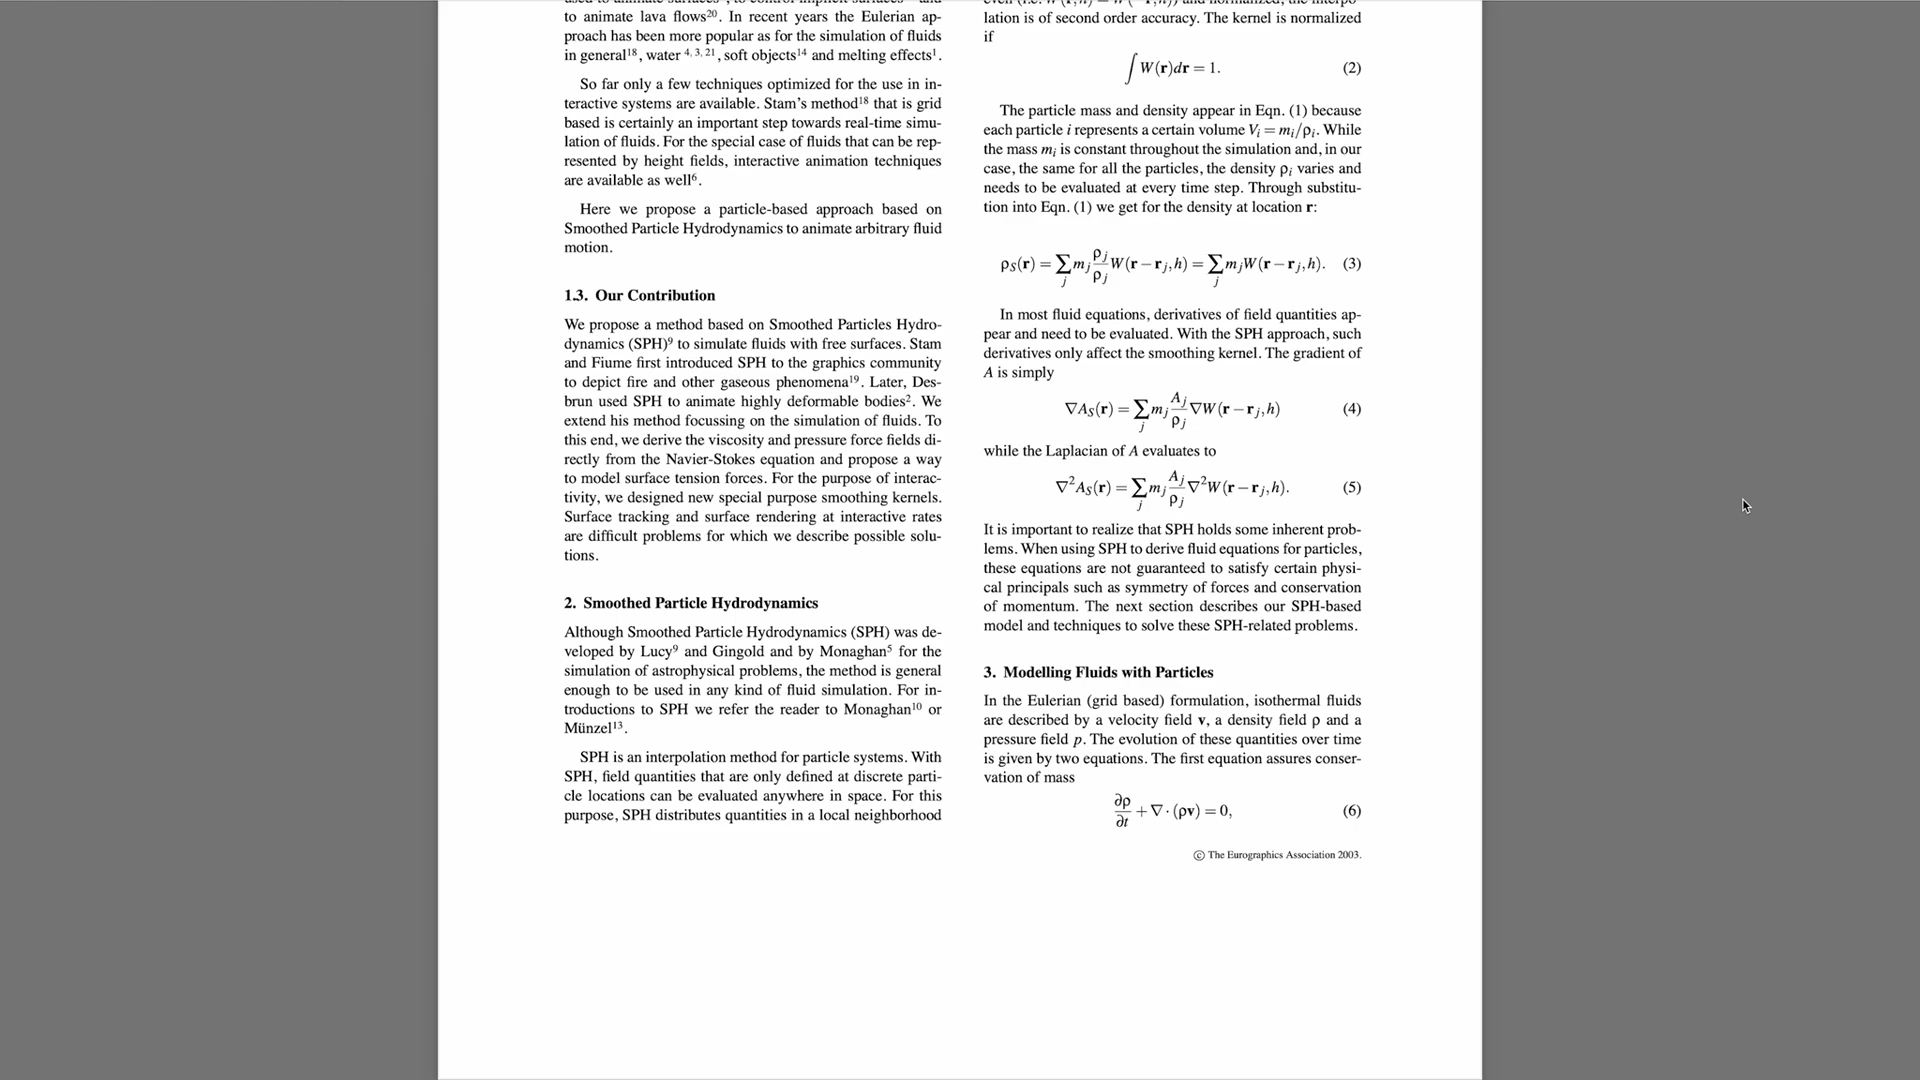 to animate lava flows20. In recent years the Eulerian ap-
proach has been more popular as for the simulation of fluids
in general18, water 4, 3, 21, soft objects14 and melting effects1.
So far only a few techniques optimized for the use in in-
teractive systems are available. Stam's method18 that is grid
based is certainly an important step towards real-time simu-
lation of fluids. For the special case of fluids that can be rep-
resented by height fields, interactive animation techniques
are available as well6.
Here we propose a particle-based approach based on
Smoothed Particle Hydrodynamics to animate arbitrary fluid
motion.
1.3. Our Contribution
We propose a method based on Smoothed Particles Hydro-
dynamics (SPH)9 to simulate fluids with free surfaces. Stam
and Fiume first introduced SPH to the graphics community
to depict fire and other gaseous phenomena19. Later, Des-
brun used SPH to animate highly deformable bodies2. We
extend his method focussing on the simulation of fluids. To
this end, we derive the viscosity and pressure force fields di-
rectly from the Navier-Stokes equation and propose a way
to model surface tension forces. For the purpose of interac-
tivity, we designed new special purpose smoothing kernels.
Surface tracking and surface rendering at interactive rates
are difficult problems for which we describe possible solu-
tions.
2. Smoothed Particle Hydrodynamics
Although Smoothed Particle Hydrodynamics (SPH) was de-
veloped by Lucy9 and Gingold and by Monaghan5 for the
simulation of astrophysical problems, the method is general
enough to be used in any kind of fluid simulation. For in-
troductions to SPH we refer the reader to Monaghan10 or
Münzel13.
SPH is an interpolation method for particle systems. With
SPH, field quantities that are only defined at discrete parti-
cle locations can be evaluated anywhere in space. For this
purpose, SPH distributes quantities in a local neighborhood
lation is of second order accuracy. The kernel is normalized
if
∫ W(r)dr = 1. (2)
The particle mass and density appear in Eqn. (1) because
each particle i represents a certain volume Vi = mi/ρi. While
the mass mi is constant throughout the simulation and, in our
case, the same for all the particles, the density ρi varies and
needs to be evaluated at every time step. Through substitu-
tion into Eqn. (1) we get for the density at location r:
ρS(r) = ∑j mj ρj/ρj W(r − rj, h) = ∑j mjW(r − rj, h). (3)
In most fluid equations, derivatives of field quantities ap-
pear and need to be evaluated. With the SPH approach, such
derivatives only affect the smoothing kernel. The gradient of
A is simply
∇AS(r) = ∑j mj Aj/ρj ∇W(r − rj, h) (4)
while the Laplacian of A evaluates to
∇²AS(r) = ∑j mj Aj/ρj ∇²W(r − rj, h). (5)
It is important to realize that SPH holds some inherent prob-
lems. When using SPH to derive fluid equations for particles,
these equations are not guaranteed to satisfy certain physi-
cal principals such as symmetry of forces and conservation
of momentum. The next section describes our SPH-based
model and techniques to solve these SPH-related problems.
3. Modelling Fluids with Particles
In the Eulerian (grid based) formulation, isothermal fluids
are described by a velocity field v, a density field ρ and a
pressure field p. The evolution of these quantities over time
is given by two equations. The first equation assures conser-
vation of mass
∂ρ/∂t + ∇ · (ρv) = 0, (6)
© The Eurographics Association 2003.